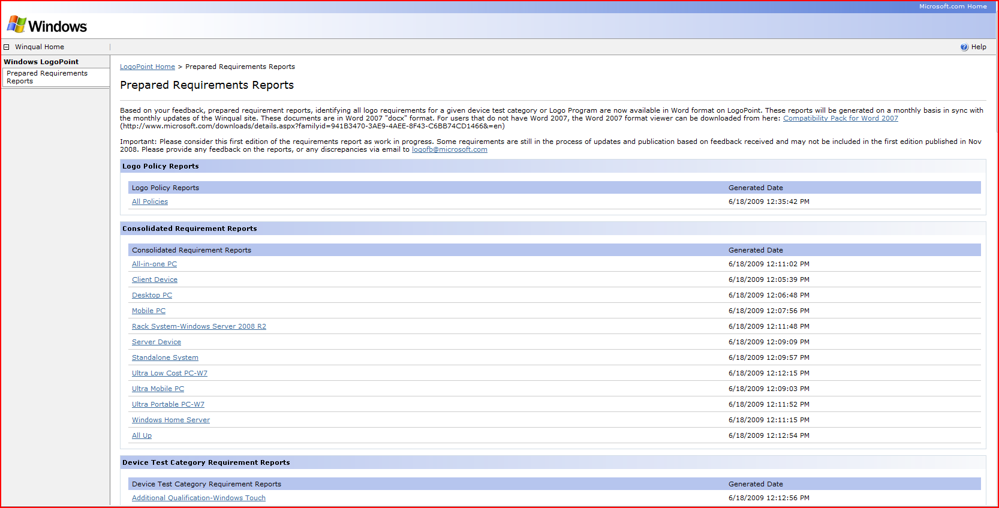 Microsoft.com Home
Windows
Winqual Home
Help
Windows LogoPoint
Prepared Requirements
Reports
LogoPoint Home > Prepared Requirements Reports
Prepared Requirements Reports
Based on your feedback, prepared requirement reports, identifying all logo requirements for a given device test category or Logo Program are now available in Word format on LogoPoint. These reports will be generated on a monthly basis in sync with
the monthly updates of the Winqual site. These documents are in Word 2007 "docx" format. For users that do not have Word 2007, the Word 2007 format viewer can be downloaded from here: Compatibility Pack for Word 2007
(http://www.microsoft.com/downloads/details.aspx?familyid=941B3470-3AE9-4AEE-8F43-C6BB74CD1466&=en)
Important: Please consider this first edition of the requirements report as work in progress. Some requirements are still in the process of updates and publication based on feedback received and may not be included in the first edition published in Nov
2008. Please provide any feedback on the reports, or any discrepancies via email to logofb@microsoft.com
Logo Policy Reports
Logo Policy Reports Generated Date
All Policies 6/18/2009 12:35:42 PM
Consolidated Requirement Reports
Consolidated Requirement Reports Generated Date
All-in-one PC 6/18/2009 12:11:02 PM
Client Device 6/18/2009 12:05:39 PM
Desktop PC 6/18/2009 12:06:48 PM
Mobile PC 6/18/2009 12:07:56 PM
Rack System-Windows Server 2008 R2 6/18/2009 12:11:48 PM
Server Device 6/18/2009 12:09:09 PM
Standalone System 6/18/2009 12:09:57 PM
Ultra Low Cost PC-W7 6/18/2009 12:12:15 PM
Ultra Mobile PC 6/18/2009 12:09:03 PM
Ultra Portable PC-W7 6/18/2009 12:11:52 PM
Windows Home Server 6/18/2009 12:11:15 PM
All Up 6/18/2009 12:12:54 PM
Device Test Category Requirement Reports
Device Test Category Requirement Reports Generated Date
Additional Qualification-Windows Touch 6/18/2009 12:12:56 PM